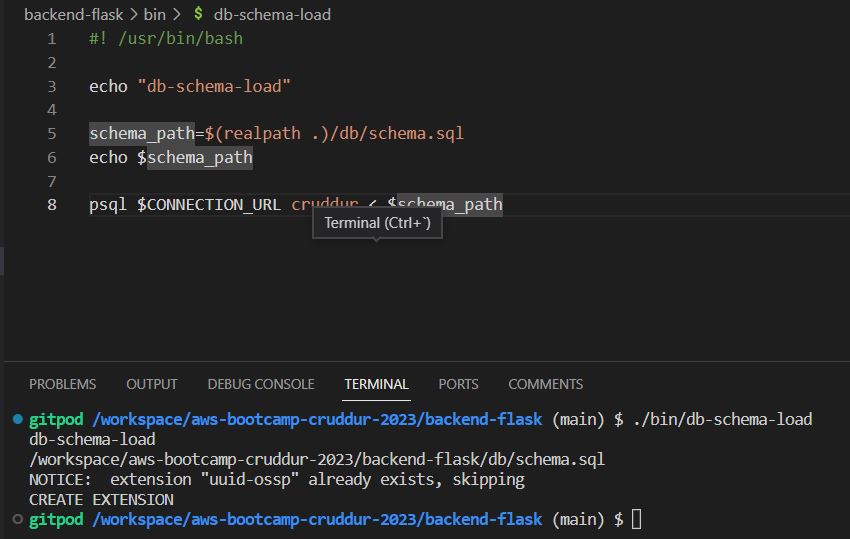 backend-flask > bin > $ db-schema-load
1 #! /usr/bin/bash
2
3 echo "db-schema-load"
4
5 schema_path=$(realpath .)/db/schema.sql
6 echo $schema_path
7
8 psql $CONNECTION_URL cruddur < $schema_path
Terminal (Ctrl+`)
PROBLEMS OUTPUT DEBUG CONSOLE TERMINAL PORTS COMMENTS
gitpod /workspace/aws-bootcamp-cruddur-2023/backend-flask (main) $ ./bin/db-schema-load
db-schema-load
/workspace/aws-bootcamp-cruddur-2023/backend-flask/db/schema.sql
NOTICE:  extension "uuid-ossp" already exists, skipping
CREATE EXTENSION
gitpod /workspace/aws-bootcamp-cruddur-2023/backend-flask (main) $